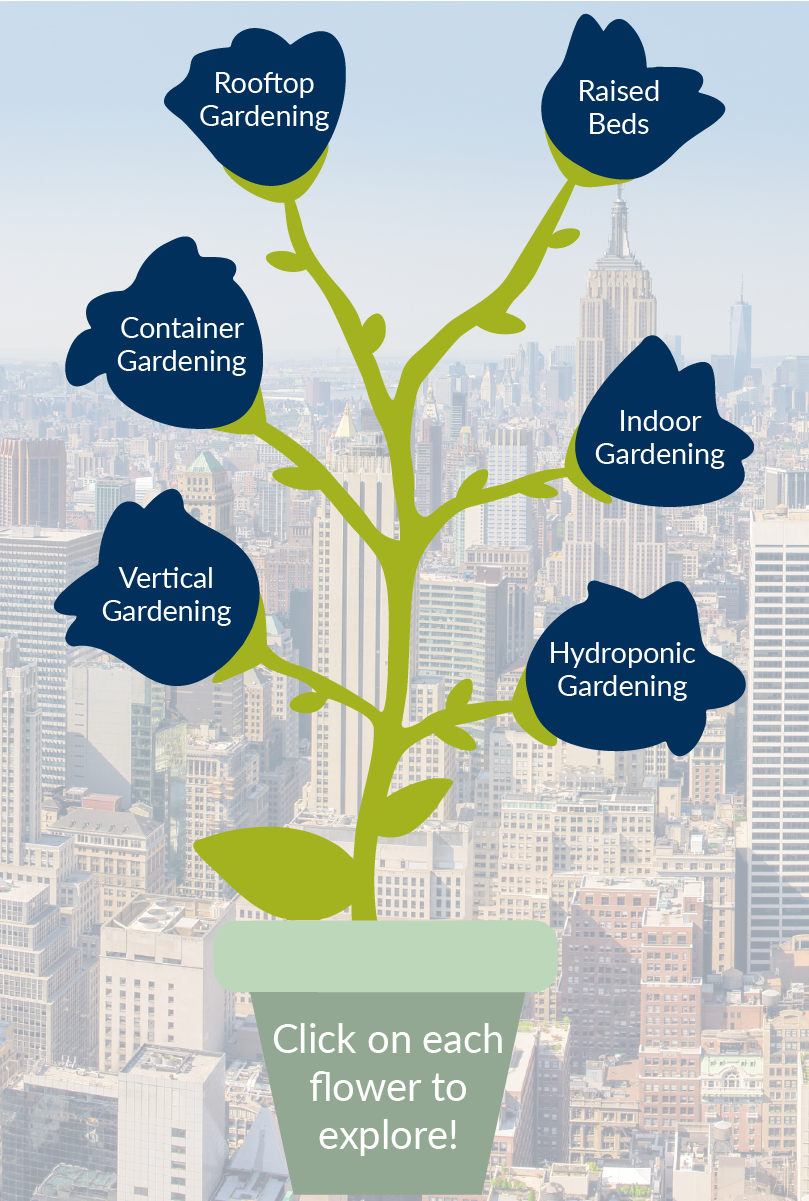 Rooftop
Gardening
Raised
Beds
Container
Gardening
Indoor
Gardening
Vertical
Gardening
Hydroponic
Gardening
Click on each
flower to
explore!